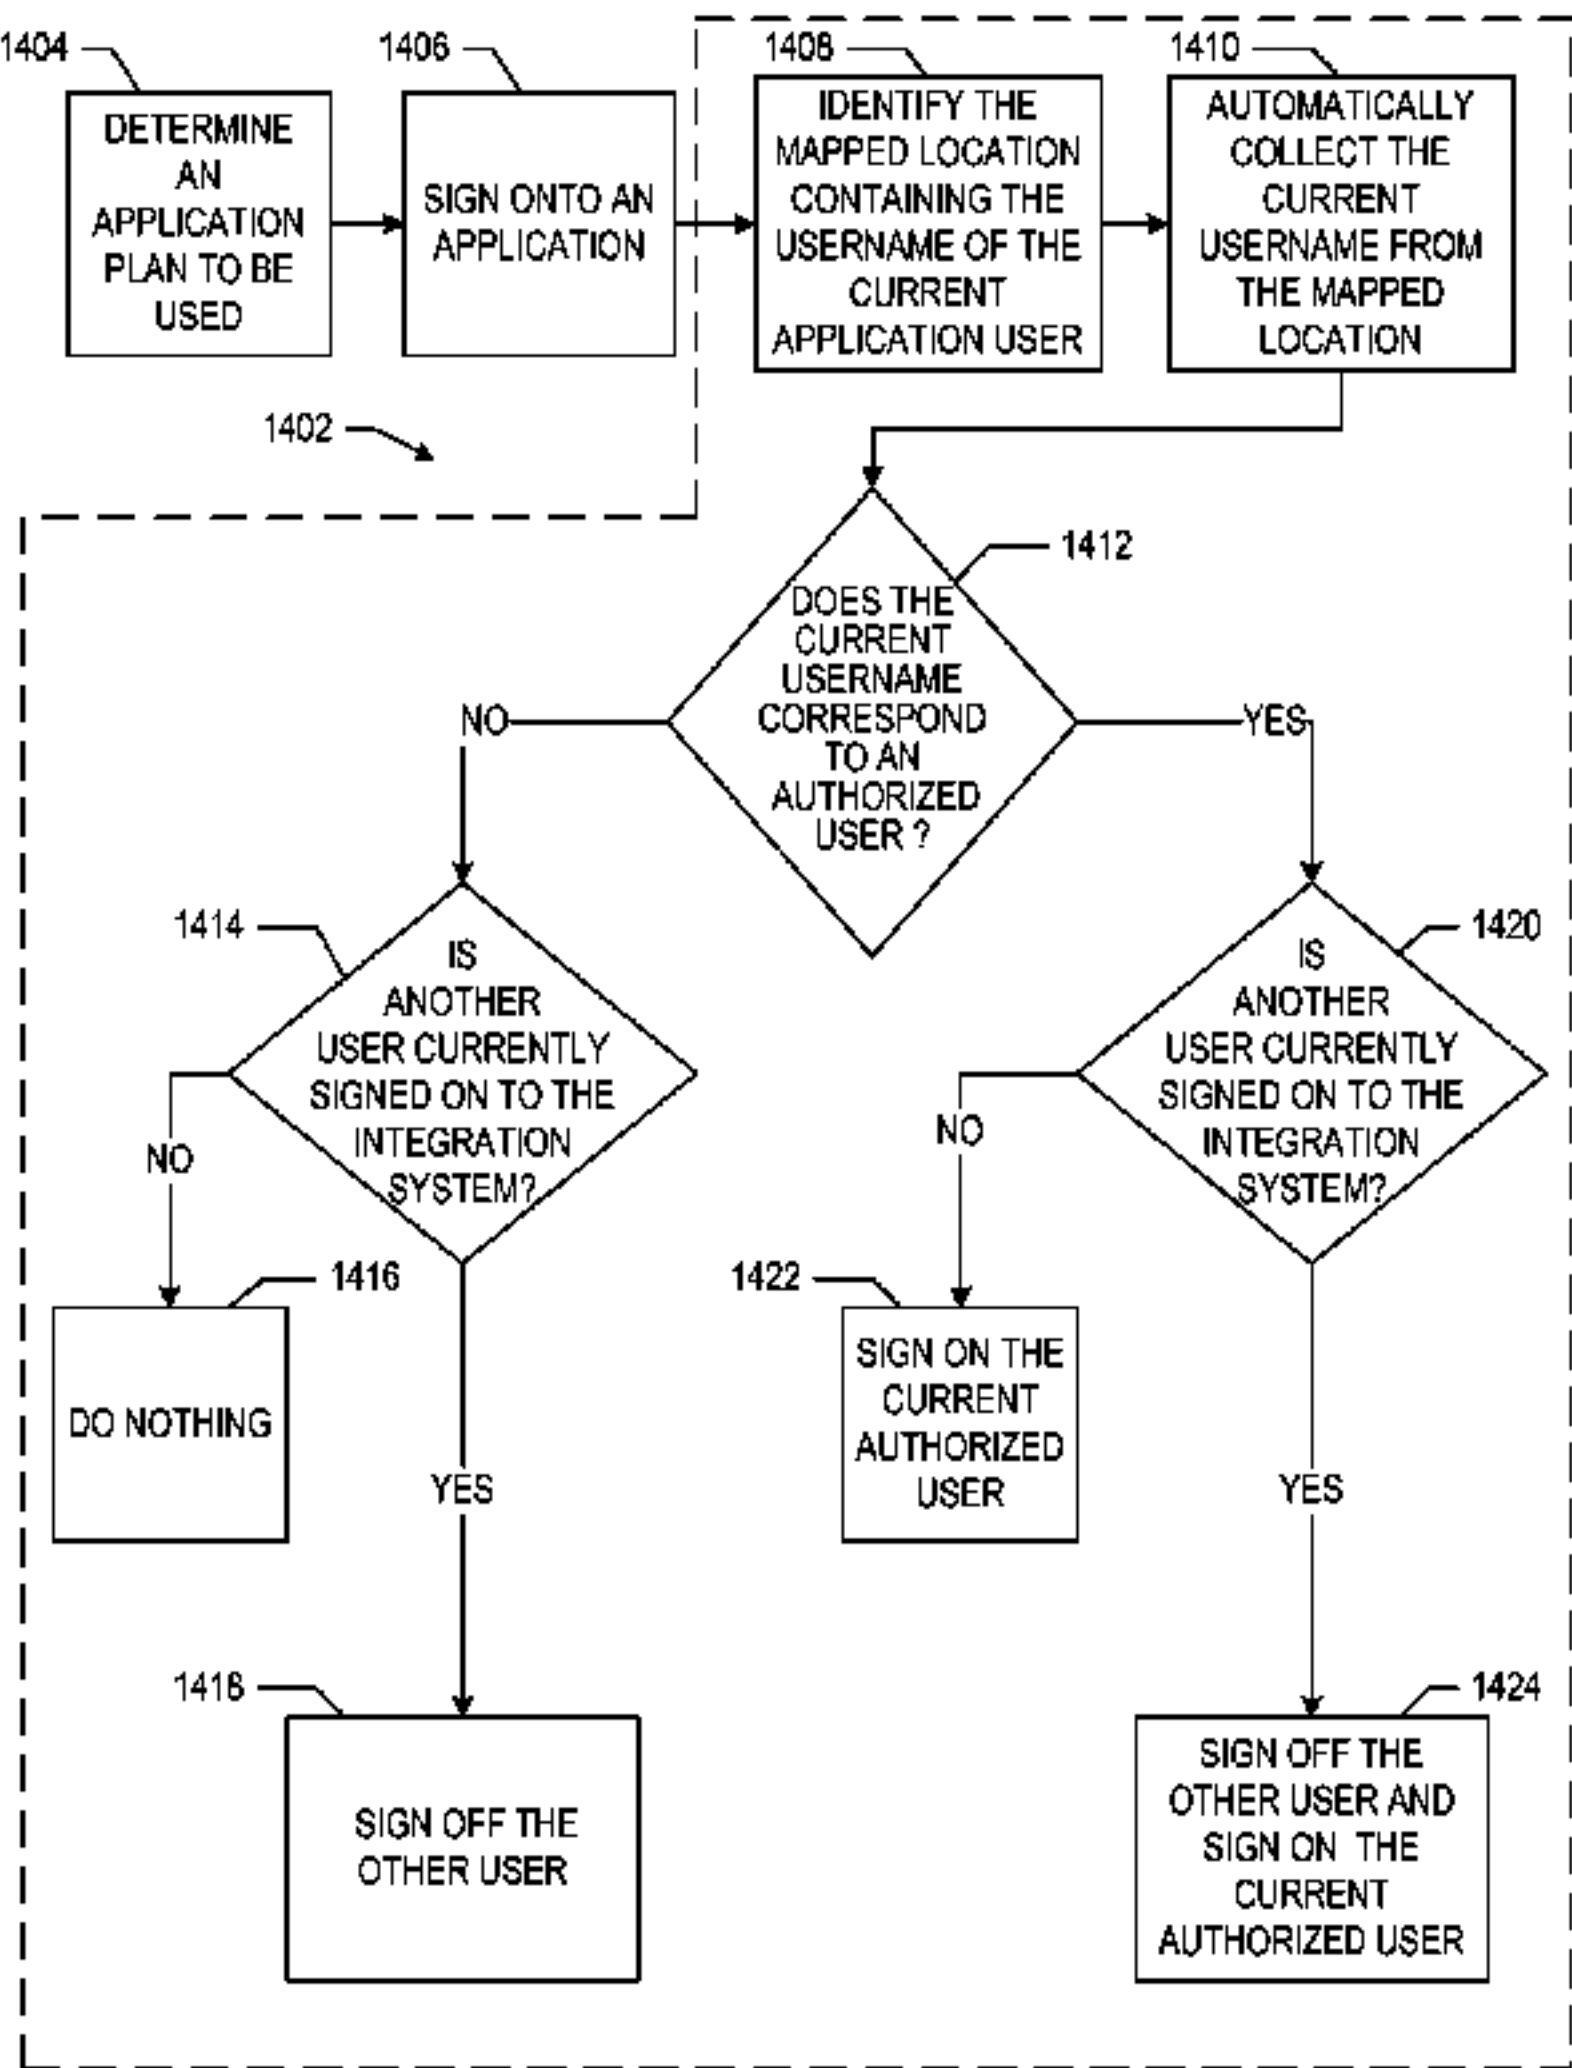 1404
1406
1408
1410
DETERMINE
AN
APPLICATION
PLAN TO BE
USED
SIGN ONTO AN
APPLICATION
IDENTIFY THE
MAPPED LOCATION
CONTAINING THE
USERNAME OF THE
CURRENT
APPLICATION USER
AUTOMATICALLY
COLLECT THE
CURRENT
USERNAME FROM
THE MAPPED
LOCATION
1402
1412
DOES THE
CURRENT
USERNAME
CORRESPOND
TO AN
AUTHORIZED
USER ?
NO
YES
1414
IS
ANOTHER
USER CURRENTLY
SIGNED ON TO THE
INTEGRATION
SYSTEM?
1420
IS
ANOTHER
USER CURRENTLY
SIGNED ON TO THE
INTEGRATION
SYSTEM?
NO
NO
1416
DO NOTHING
1422
SIGN ON THE
CURRENT
AUTHORIZED
USER
YES
YES
1418
SIGN OFF THE
OTHER USER
1424
SIGN OFF THE
OTHER USER AND
SIGN ON THE
CURRENT
AUTHORIZED USER